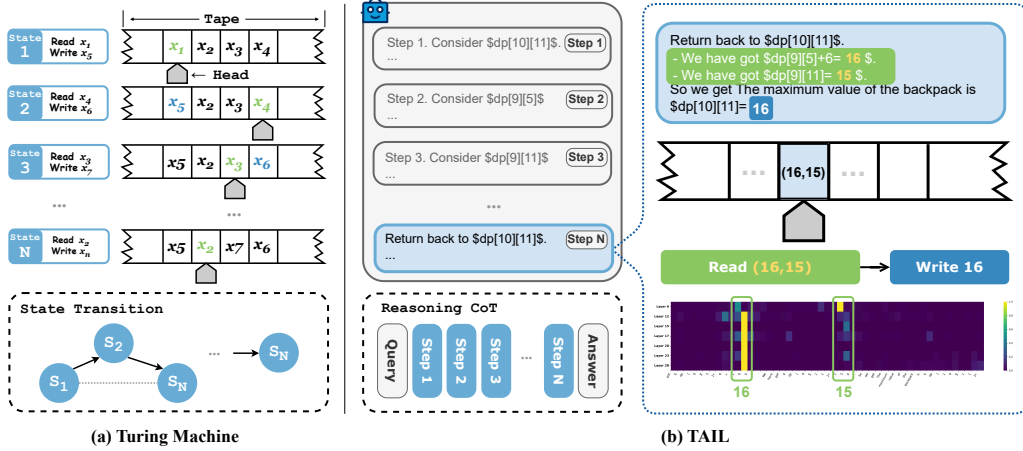 Tape
State
1
Read x1
Write x5
x1 x2 x3 x4
← Head
State
2
Read x4
Write x6
x5 x2 x3 x4
State
3
Read x3
Write x7
x5 x2 x3 x6
...
...
State
N
Read x2
Write xn
x5 x2 x7 x6
State Transition
S1
S2
SN
...
SN
(a) Turing Machine
Step 1. Consider $dp[10][11]$.
...
Step 1
Step 2. Consider $dp[9][5]$
...
Step 2
Step 3. Consider $dp[9][11]$
...
Step 3
...
Return back to $dp[10][11]$.
...
Step N
Reasoning CoT
Query
Step 1
Step 2
Step 3
...
Step N
Answer
Return back to $dp[10][11]$.
- We have got $dp[9][5]+6= 16 $.
- We have got $dp[9][11]= 15 $.
So we get The maximum value of the backpack is
$dp[10][11]= 16
... (16,15) ...
Read (16,15)
Write 16
16
15
(b) TAIL